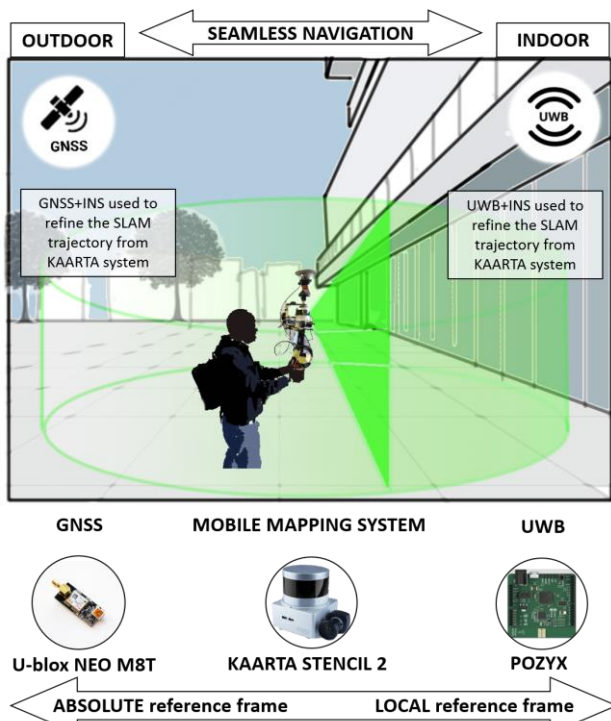 SEAMLESS NAVIGATION
OUTDOOR
INDOOR
GNSS
UWB
GNSS+INS used to
refine the SLAM
trajectory from
KAARTA system
UWB+INS used to
refine the SLAM
trajectory from
KAARTA system
GNSS
MOBILE MAPPING SYSTEM
UWB
U-blox NEO M8T
KAARTA STENCIL 2
POZYX
ABSOLUTE reference frame
LOCAL reference frame